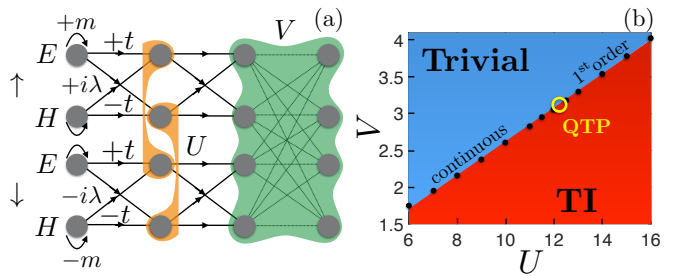 (a)
+m
E
+t
V
+iλ
↑
H
-t
U
E
+t
-iλ
↓
H
-t
-m
(b)
4
3.5
3
2.5
2
1.5
V
Trivial
1st order
QTP
continuous
TI
6 8 10 12 14 16
U